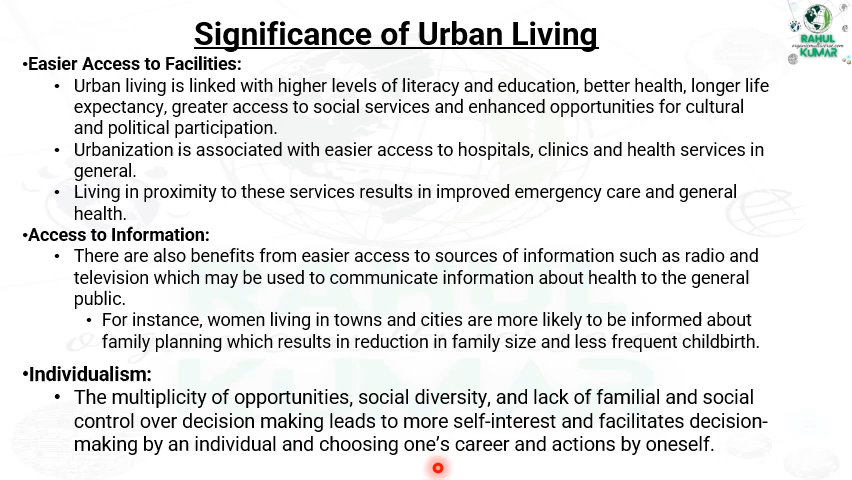 Significance of Urban Living
RAHUL
KUMAR
•Easier Access to Facilities:
• Urban living is linked with higher levels of literacy and education, better health, longer life
expectancy, greater access to social services and enhanced opportunities for cultural
and political participation.
• Urbanization is associated with easier access to hospitals, clinics and health services in
general.
• Living in proximity to these services results in improved emergency care and general
health.
•Access to Information:
• There are also benefits from easier access to sources of information such as radio and
television which may be used to communicate information about health to the general
public.
• For instance, women living in towns and cities are more likely to be informed about
family planning which results in reduction in family size and less frequent childbirth.
•Individualism:
• The multiplicity of opportunities, social diversity, and lack of familial and social
control over decision making leads to more self-interest and facilitates decision-
making by an individual and choosing one’s career and actions by oneself.